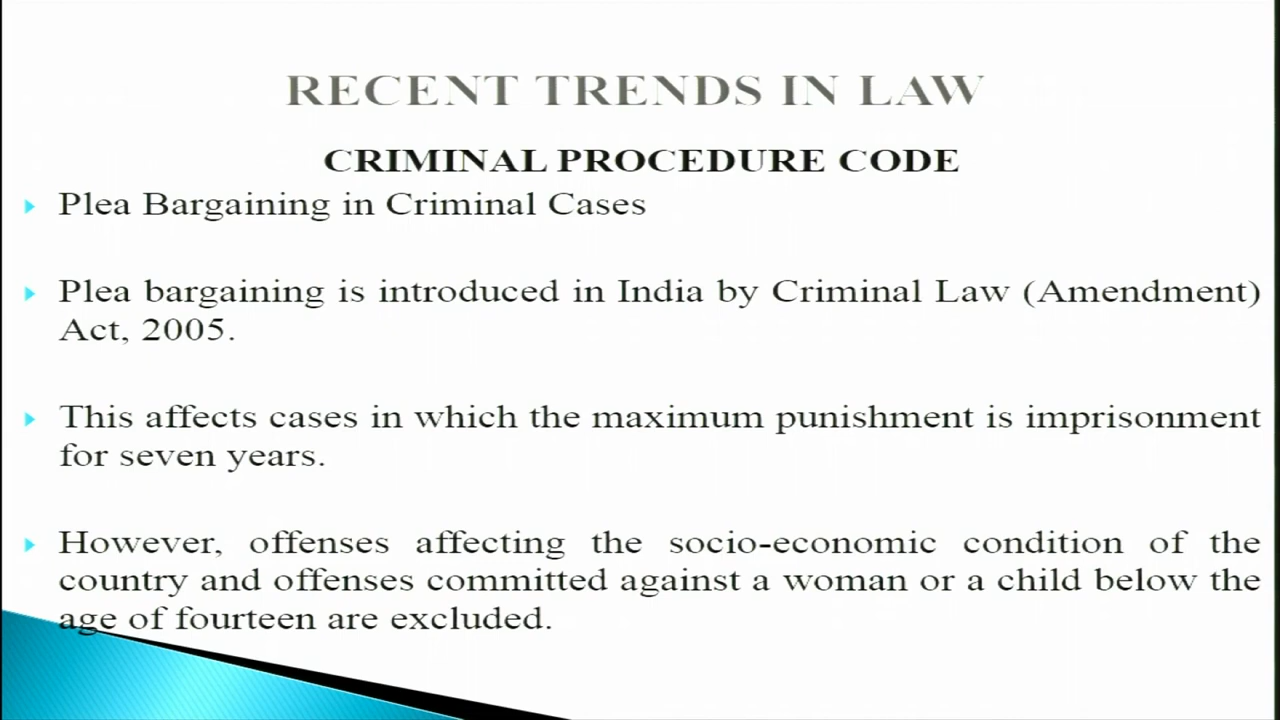 RECENT TRENDS IN LAW
CRIMINAL PROCEDURE CODE
Plea Bargaining in Criminal Cases
Plea bargaining is introduced in India by Criminal Law (Amendment)
Act, 2005.
This affects cases in which the maximum punishment is imprisonment
for seven years.
However, offenses affecting the socio-economic condition of the
country and offenses committed against a woman or a child below the
age of fourteen are excluded.